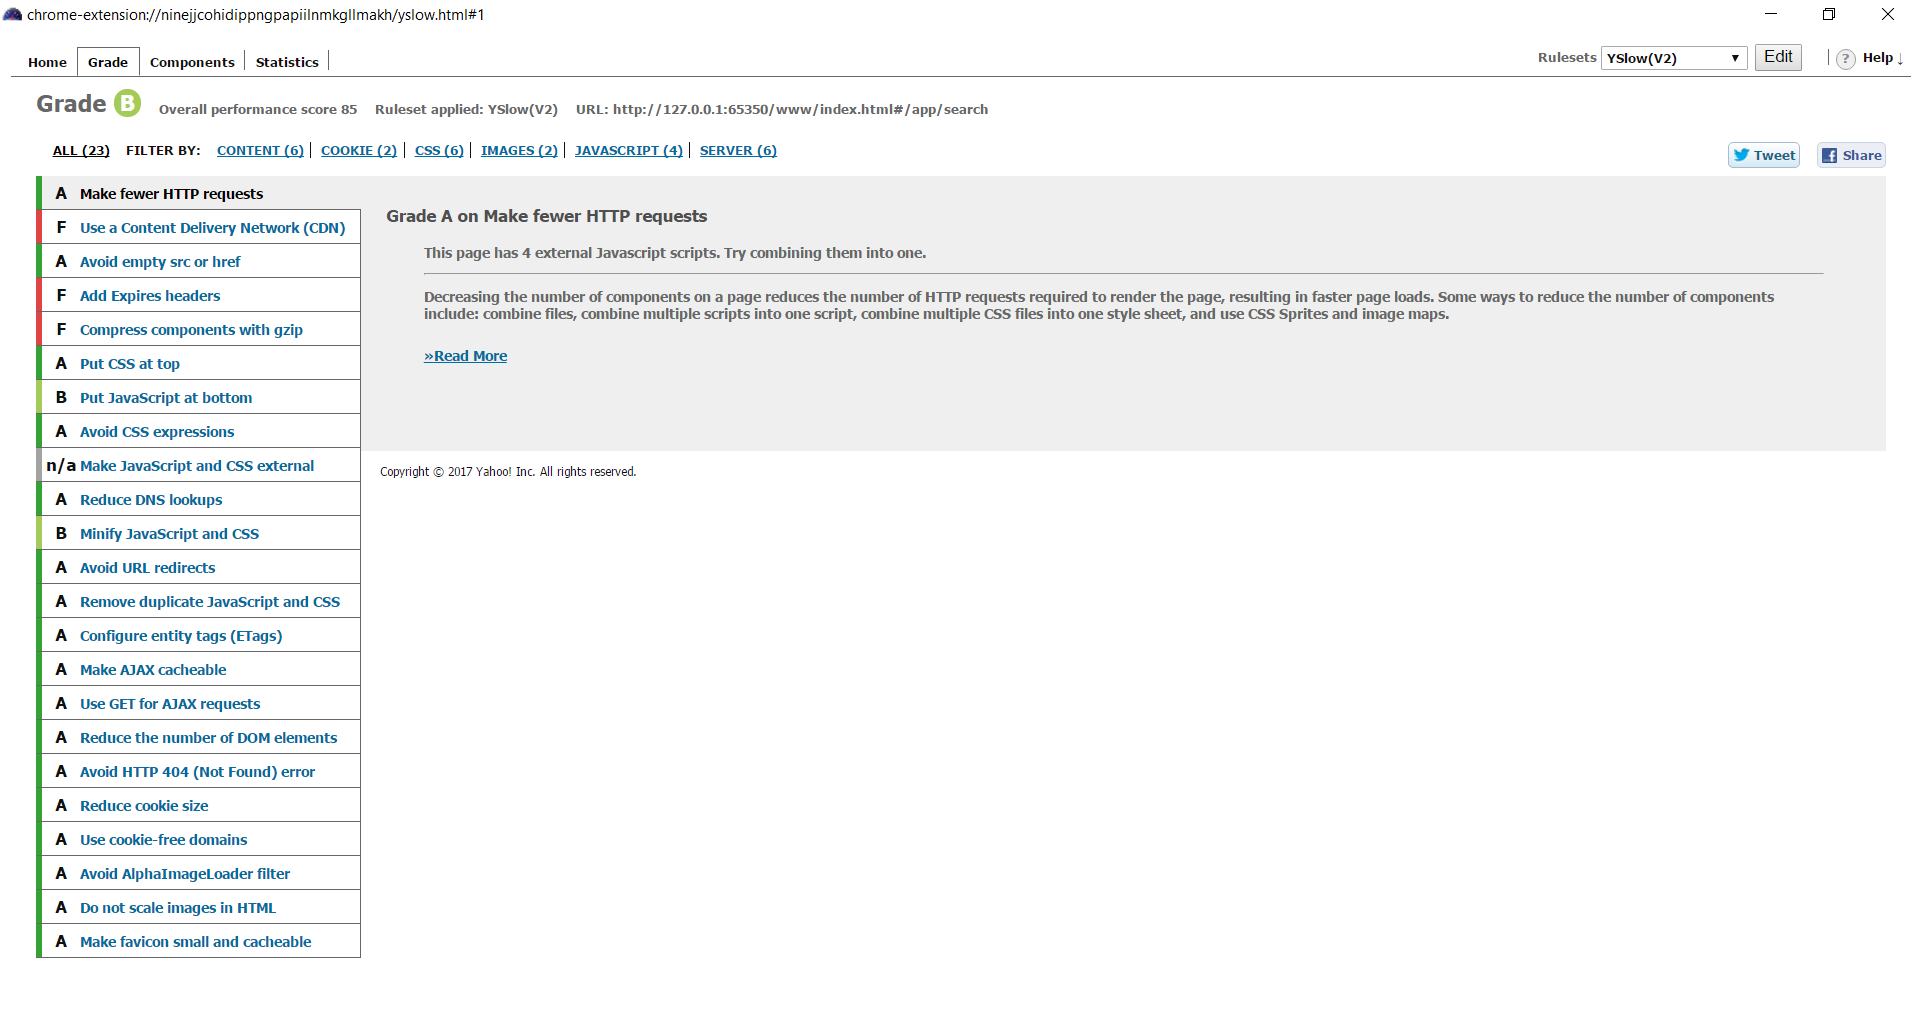 chrome-extension://ninejjcohidippngpapiilnmkgllmakh/yslow.html#1
Home Grade Components Statistics Rulesets YSlow(V2) Edit ? Help ↓
Grade B Overall performance score 85 Ruleset applied: YSlow(V2) URL: http://127.0.0.1:65350/www/index.html#/app/search
ALL (23) FILTER BY: CONTENT (6) COOKIE (2) CSS (6) IMAGES (2) JAVASCRIPT (4) SERVER (6)
Tweet Share
A Make fewer HTTP requests
F Use a Content Delivery Network (CDN)
A Avoid empty src or href
F Add Expires headers
F Compress components with gzip
A Put CSS at top
B Put JavaScript at bottom
A Avoid CSS expressions
n/a Make JavaScript and CSS external
A Reduce DNS lookups
B Minify JavaScript and CSS
A Avoid URL redirects
A Remove duplicate JavaScript and CSS
A Configure entity tags (ETags)
A Make AJAX cacheable
A Use GET for AJAX requests
A Reduce the number of DOM elements
A Avoid HTTP 404 (Not Found) error
A Reduce cookie size
A Use cookie-free domains
A Avoid AlphaImageLoader filter
A Do not scale images in HTML
A Make favicon small and cacheable
Grade A on Make fewer HTTP requests
This page has 4 external Javascript scripts. Try combining them into one.
Decreasing the number of components on a page reduces the number of HTTP requests required to render the page, resulting in faster page loads. Some ways to reduce the number of components
include: combine files, combine multiple scripts into one script, combine multiple CSS files into one style sheet, and use CSS Sprites and image maps.
»Read More
Copyright © 2017 Yahoo! Inc. All rights reserved.